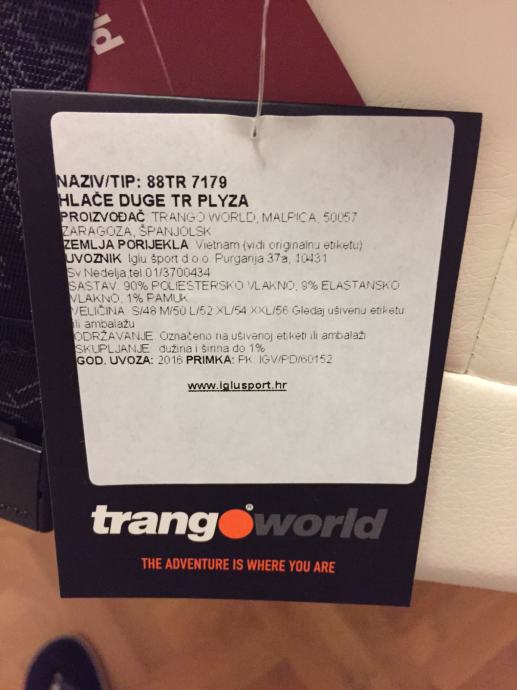 NAZIV/TIP: 88TR 7179
HLAČE DUGE TR PLYZA
PROIZVOĐAČ TRANGO WORLD, MALPICA, 50057
ZARAGOZA, ŠPANJOLSK
ZEMLJA PORIJEKLA Vietnam (vidi originalnu etiketu)
UVOZNIK Iglu šport d.o.o. Purgarija 37a, 10431
Sv.Nedelja,tel.01/3700434
SASTAV: 90% POLIESTERSKO VLAKNO, 9% ELASTANSKO
VLAKNO, 1% PAMUK
VELIČINA: S/48 M/50 L/52 XL/54 XXL/56 Gledaj ušivenu etiketu
ili ambalažu
ODRŽAVANJE: Označeno na ušivenoj etiketi ili ambalaži
SKUPLJANJE: dužina i širina do 1%
GOD. UVOZA: 2016 PRIMKA: PK: IGV/PD/60152
www.iglusport.hr
trangoworld
THE ADVENTURE IS WHERE YOU ARE